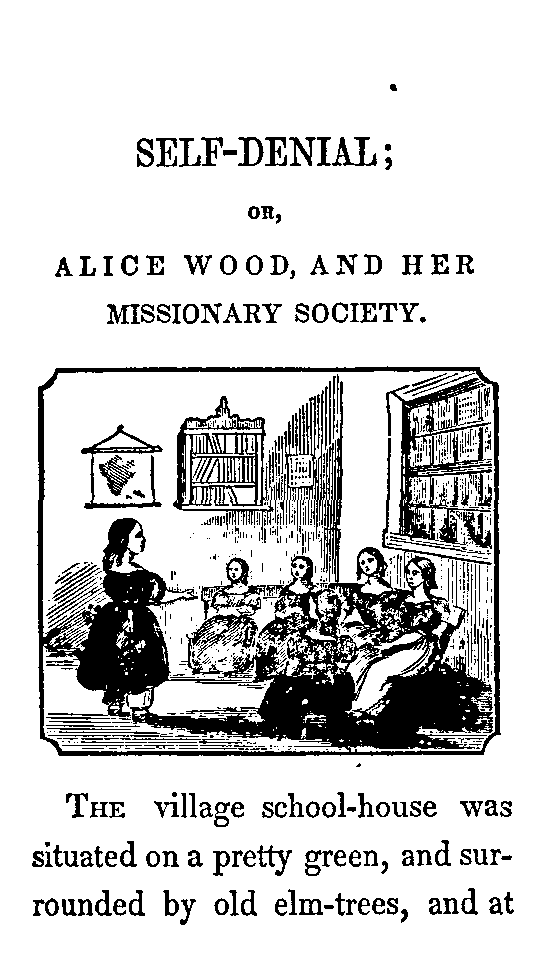 SELF-DENIAL;
OR,
ALICE WOOD, AND HER
MISSIONARY SOCIETY.
THE village school-house was
situated on a pretty green, and sur-
rounded by old elm-trees, and at